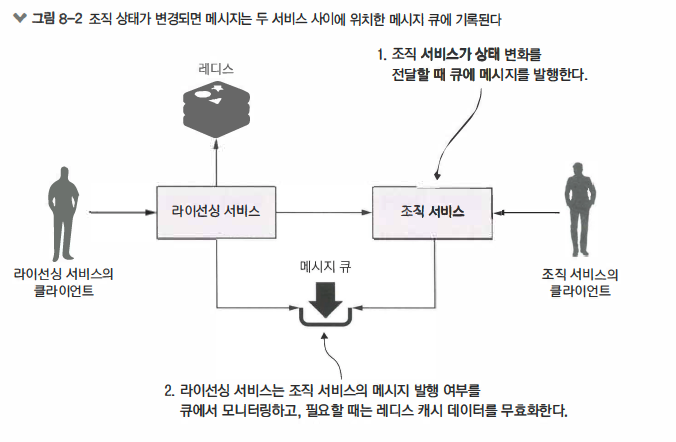 그림 8-2 조직 상태가 변경되면 메시지는 두 서비스 사이에 위치한 메시지 큐에 기록된다
1. 조직 서비스가 상태 변화를
전달할 때 큐에 메시지를 발행한다.
레디스
라이선싱 서비스
조직 서비스
라이선싱 서비스의
클라이언트
메시지 큐
조직 서비스의
클라이언트
2. 라이선싱 서비스는 조직 서비스의 메시지 발행 여부를
큐에서 모니터링하고, 필요할 때는 레디스 캐시 데이터를 무효화한다.